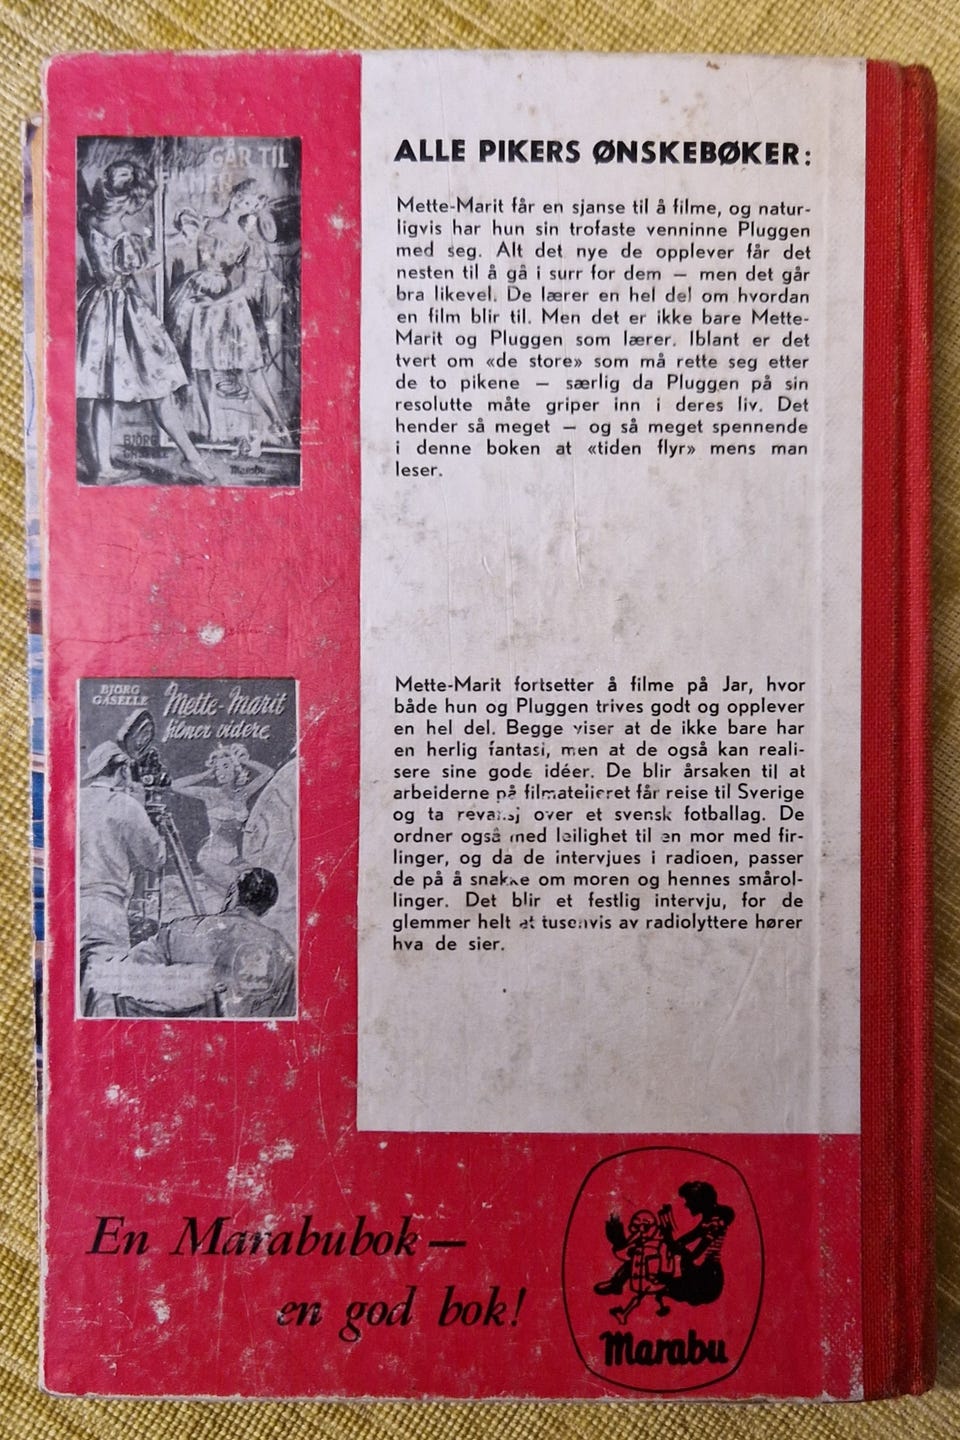 GÅR TIL
FILMEN
BJÖRG
GASELLE
Marabu
ALLE PIKERS ØNSKEBØKER:
Mette-Marit får en sjanse til å filme, og natur-
ligvis har hun sin trofaste venninne Pluggen
med seg. Alt det nye de opplever får det
nesten til å gå i surr for dem — men det går
bra likevel. De lærer en hel del om hvordan
en film blir til. Men det er ikke bare Mette-
Marit og Pluggen som lærer. Iblant er det
tvert om «de store» som må rette seg etter
de to pikene — særlig da Pluggen på sin
resolutte måte griper inn i deres liv. Det
hender så meget — og så meget spennende
i denne boken at «tiden flyr» mens man
leser.
BJÖRG
GASELLE
Mette-Marit
filmer videre
Mette-Marit fortsetter å filme på Jar, hvor
både hun og Pluggen trives godt og opplever
en hel del. Begge viser at de ikke bare har
en herlig fantasi, men at de også kan reali-
sere sine gode idéer. De blir årsaken til at
arbeiderne på filmatelieret får reise til Sverige
og ta revansj over et svensk fotballag. De
ordner også med leilighet til en mor med fir-
linger, og da de intervjues i radioen, passer
de på å snakke om moren og hennes smårol-
linger. Det blir et festlig intervju, for de
glemmer helt at tusenvis av radiolyttere hører
hva de sier.
En Marabubok —
en god bok!
Marabu